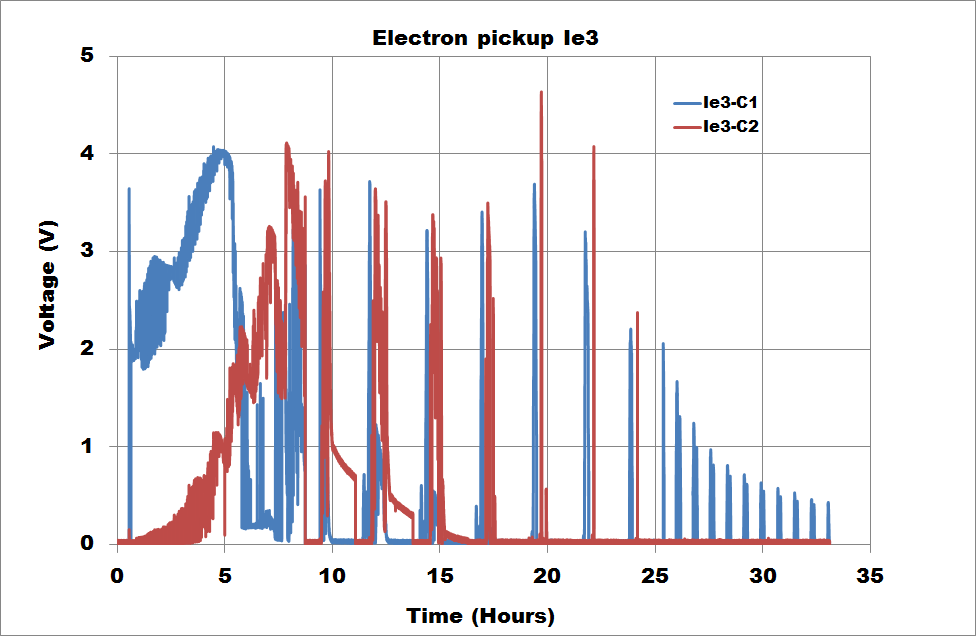 Electron pickup Ie3
5
Ie3-C1
Ie3-C2
4
3
Voltage (V)
2
1
0
0 5 10 15 20 25 30 35
Time (Hours)